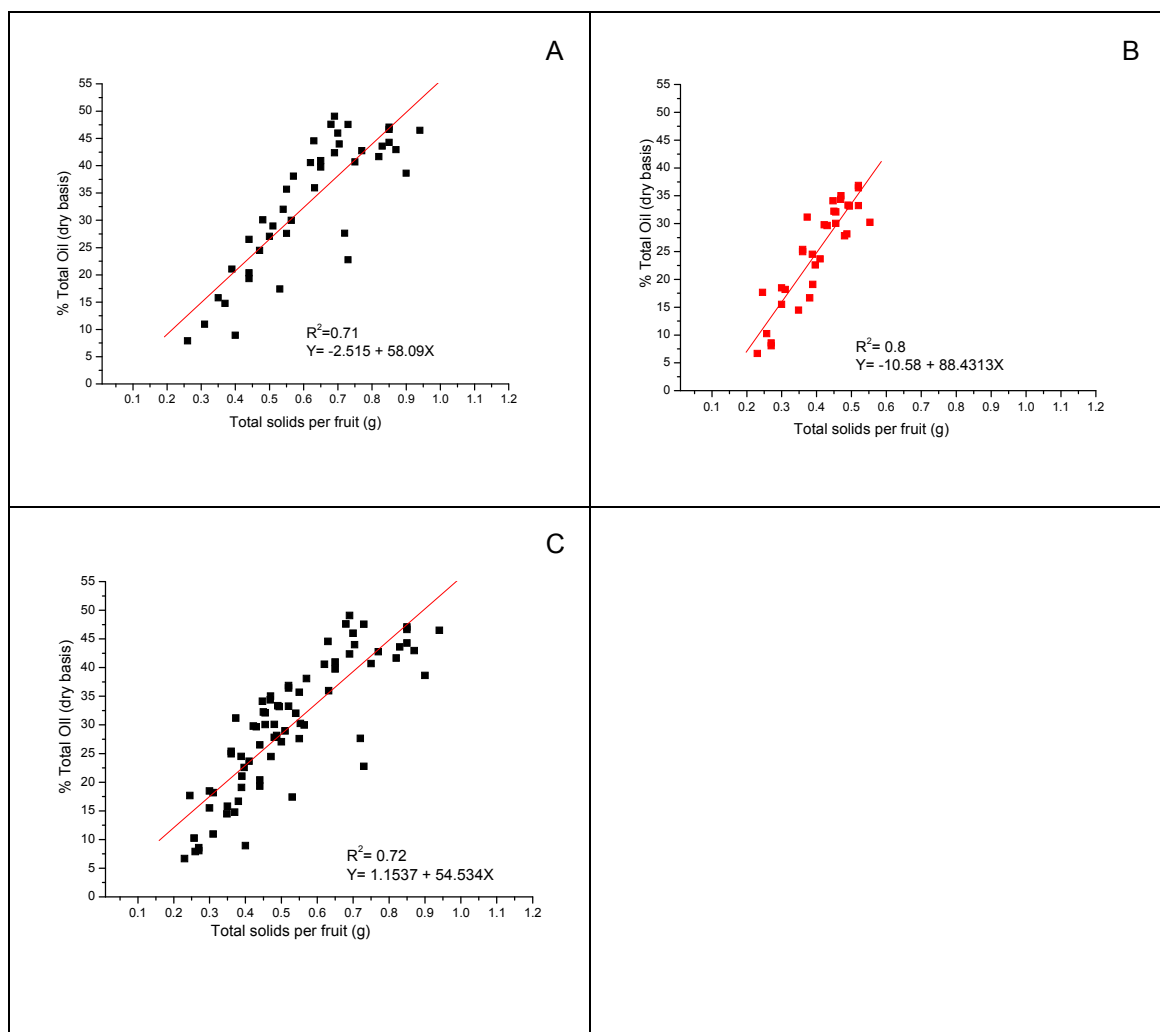 A
55
50
45
40
35
30
25
20
15
10
5
0
% Total Oil (dry basis)
R²=0.71
Y= -2.515 + 58.09X
0.1 0.2 0.3 0.4 0.5 0.6 0.7 0.8 0.9 1.0 1.1 1.2
Total solids per fruit (g)
B
55
50
45
40
35
30
25
20
15
10
5
0
% Total Oil (dry basis)
R²= 0.8
Y= -10.58 + 88.4313X
0.1 0.2 0.3 0.4 0.5 0.6 0.7 0.8 0.9 1.0 1.1 1.2
Total solids per fruit (g)
C
55
50
45
40
35
30
25
20
15
10
5
0
% Total OIl (dry basis)
R²= 0.72
Y= 1.1537 + 54.534X
0.1 0.2 0.3 0.4 0.5 0.6 0.7 0.8 0.9 1.0 1.1 1.2
Total solids per fruit (g)